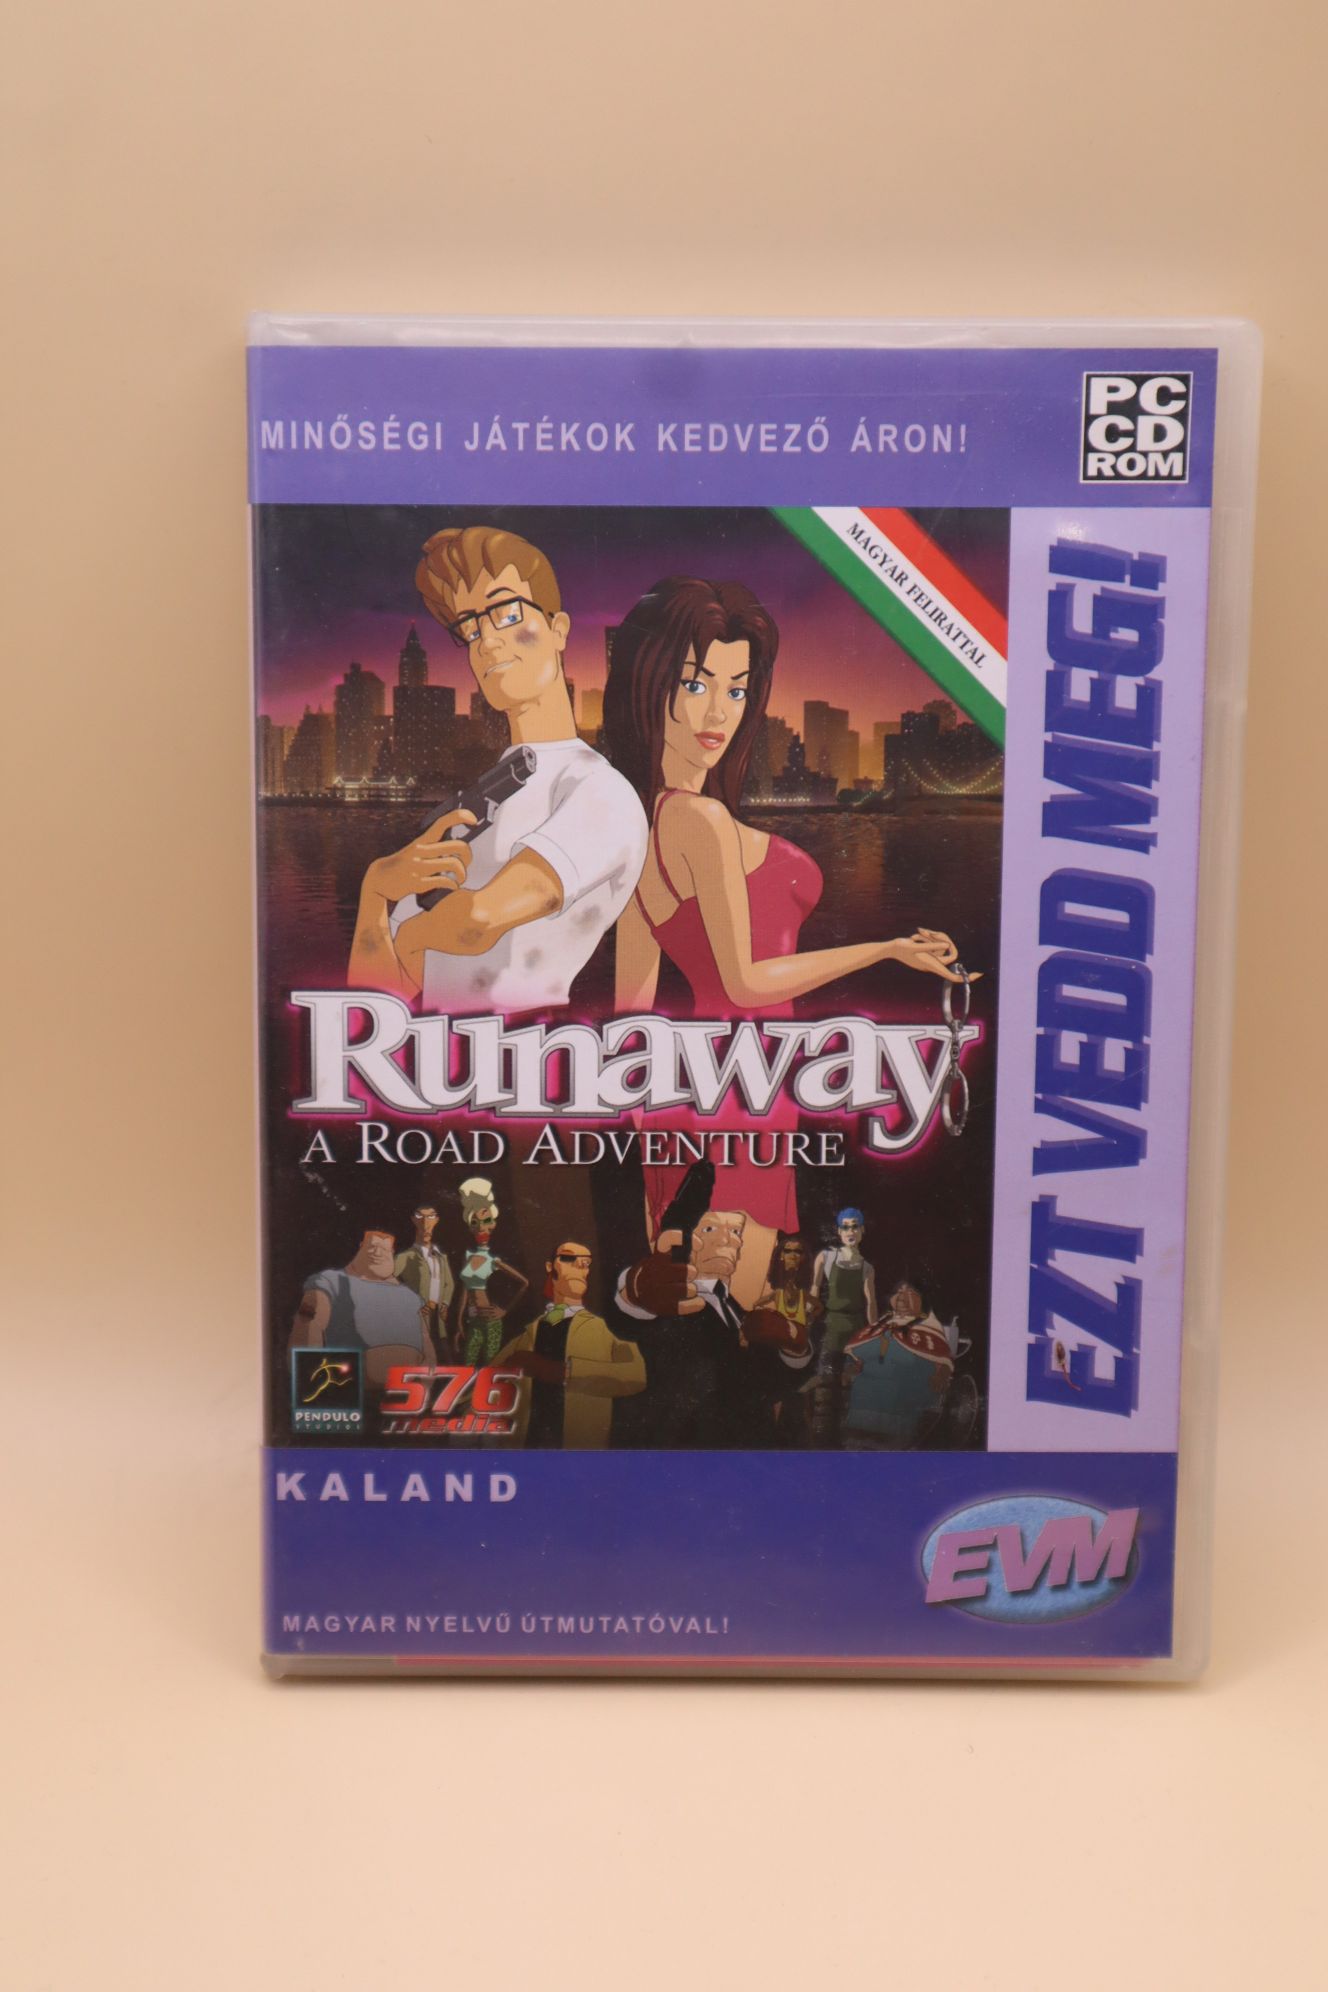 MINŐSÉGI JÁTÉKOK KEDVEZŐ ÁRON!
PC
CD
ROM
MAGYAR FELIRATTAL
EZT VEDD MEG!
Runaway
A ROAD ADVENTURE
PENDULO
STUDIOS
576
media
KALAND
EVM
MAGYAR NYELVŰ ÚTMUTATÓVAL!